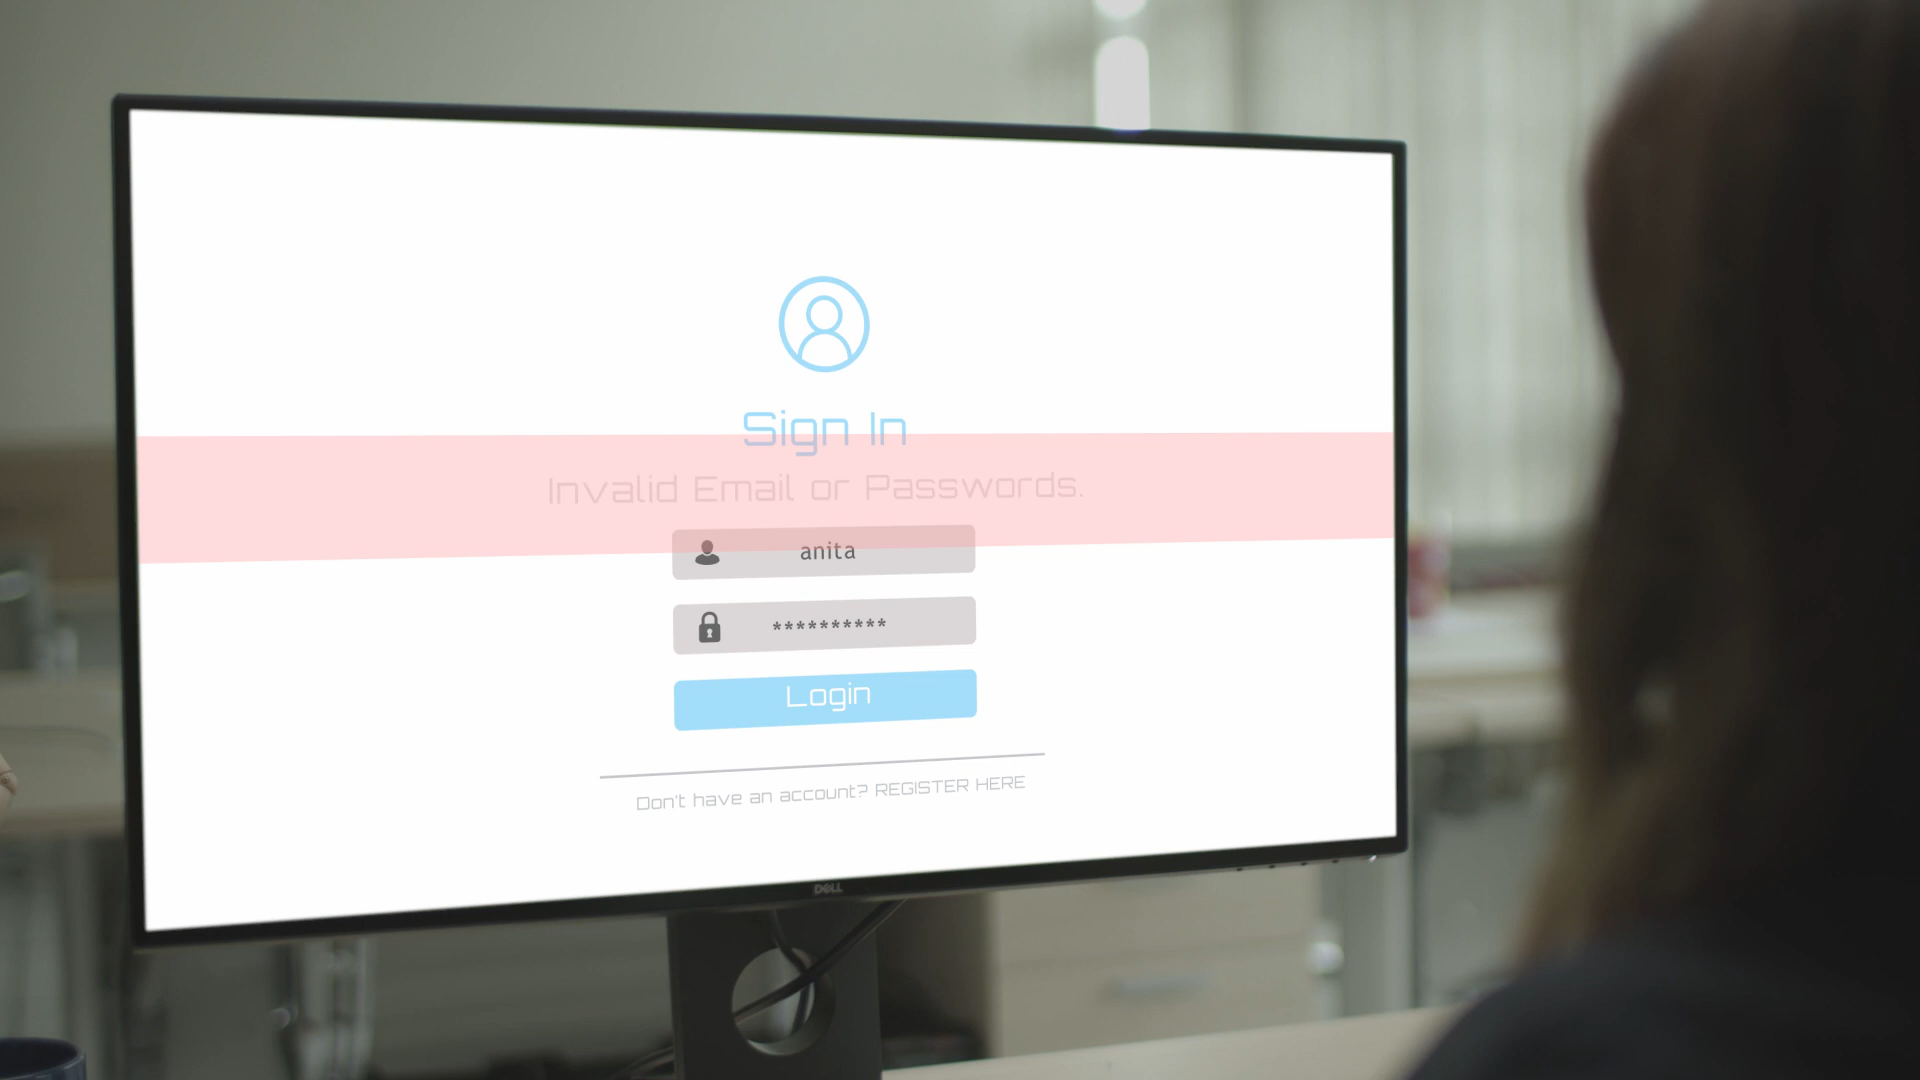 Sign In
Invalid Email or Passwords.
anita
**********
Login
Don't have an account? REGISTER HERE
DELL